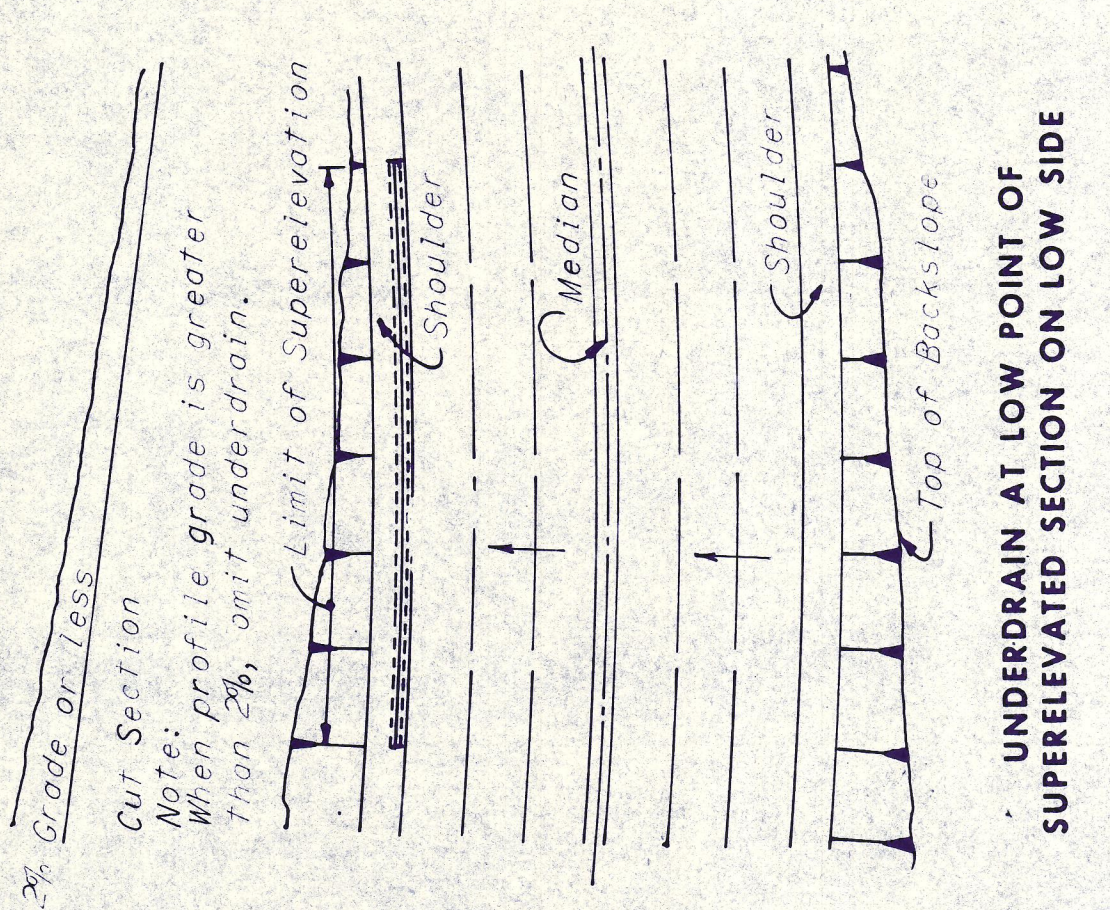 2% Grade or less
Cut Section
Note:
When profile grade is greater
than 2%, omit underdrain.
Limit of Superelevation
Shoulder
Median
Shoulder
Top of Backslope
UNDERDRAIN AT LOW POINT OF
SUPERELEVATED SECTION ON LOW SIDE